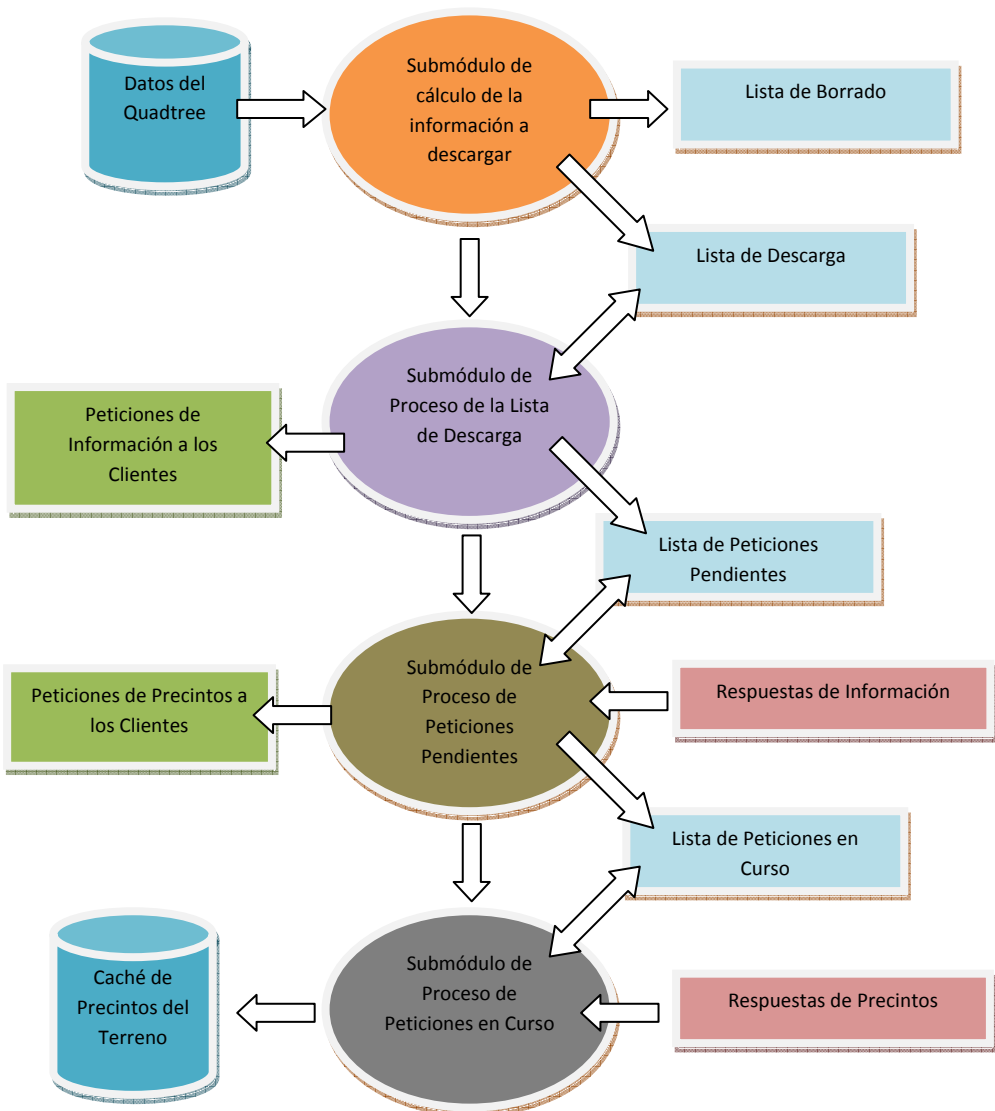 Datos del
Quadtree
Submódulo de
cálculo de la
información a
descargar
Lista de Borrado
Lista de Descarga
Submódulo de
Proceso de la Lista
de Descarga
Peticiones de
Información a los
Clientes
Lista de Peticiones
Pendientes
Submódulo de
Proceso de
Peticiones
Pendientes
Peticiones de Precintos a
los Clientes
Respuestas de Información
Lista de Peticiones en
Curso
Submódulo de
Proceso de
Peticiones en Curso
Caché de
Precintos del
Terreno
Respuestas de Precintos